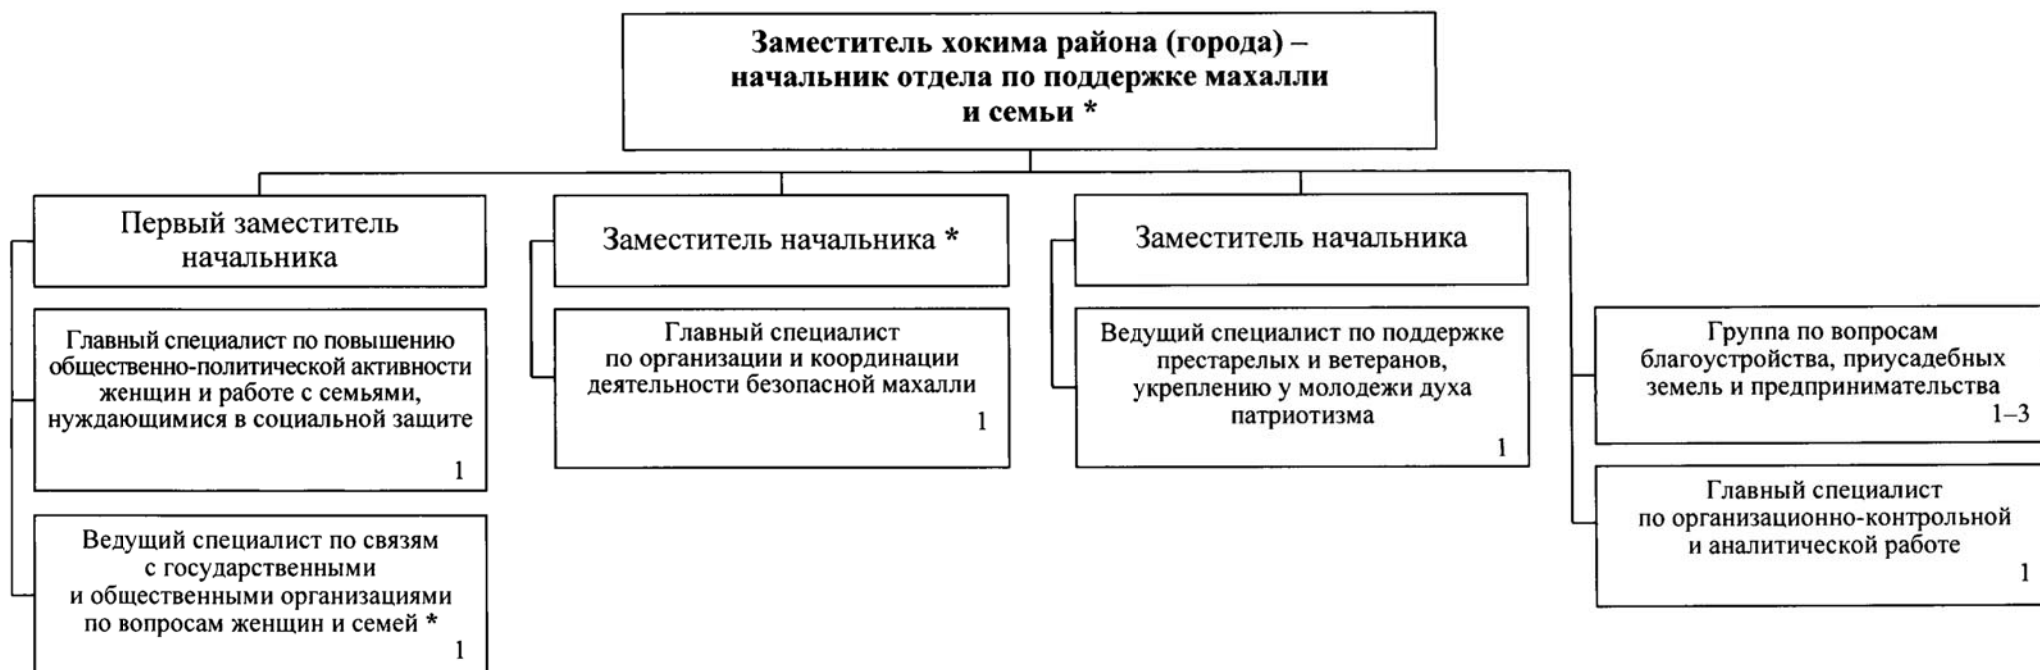 Заместитель хокима района (города) –
начальник отдела по поддержке махалли
и семьи *
Первый заместитель
начальника
Главный специалист по повышению
общественно-политической активности
женщин и работе с семьями,
нуждающимися в социальной защите
1
Ведущий специалист по связям
с государственными
и общественными организациями
по вопросам женщин и семей *
1
Заместитель начальника *
Главный специалист
по организации и координации
деятельности безопасной махалли
1
Заместитель начальника
Ведущий специалист по поддержке
престарелых и ветеранов,
укреплению у молодежи духа
патриотизма
1
Группа по вопросам
благоустройства, приусадебных
земель и предпринимательства
1–3
Главный специалист
по организационно-контрольной
и аналитической работе
1